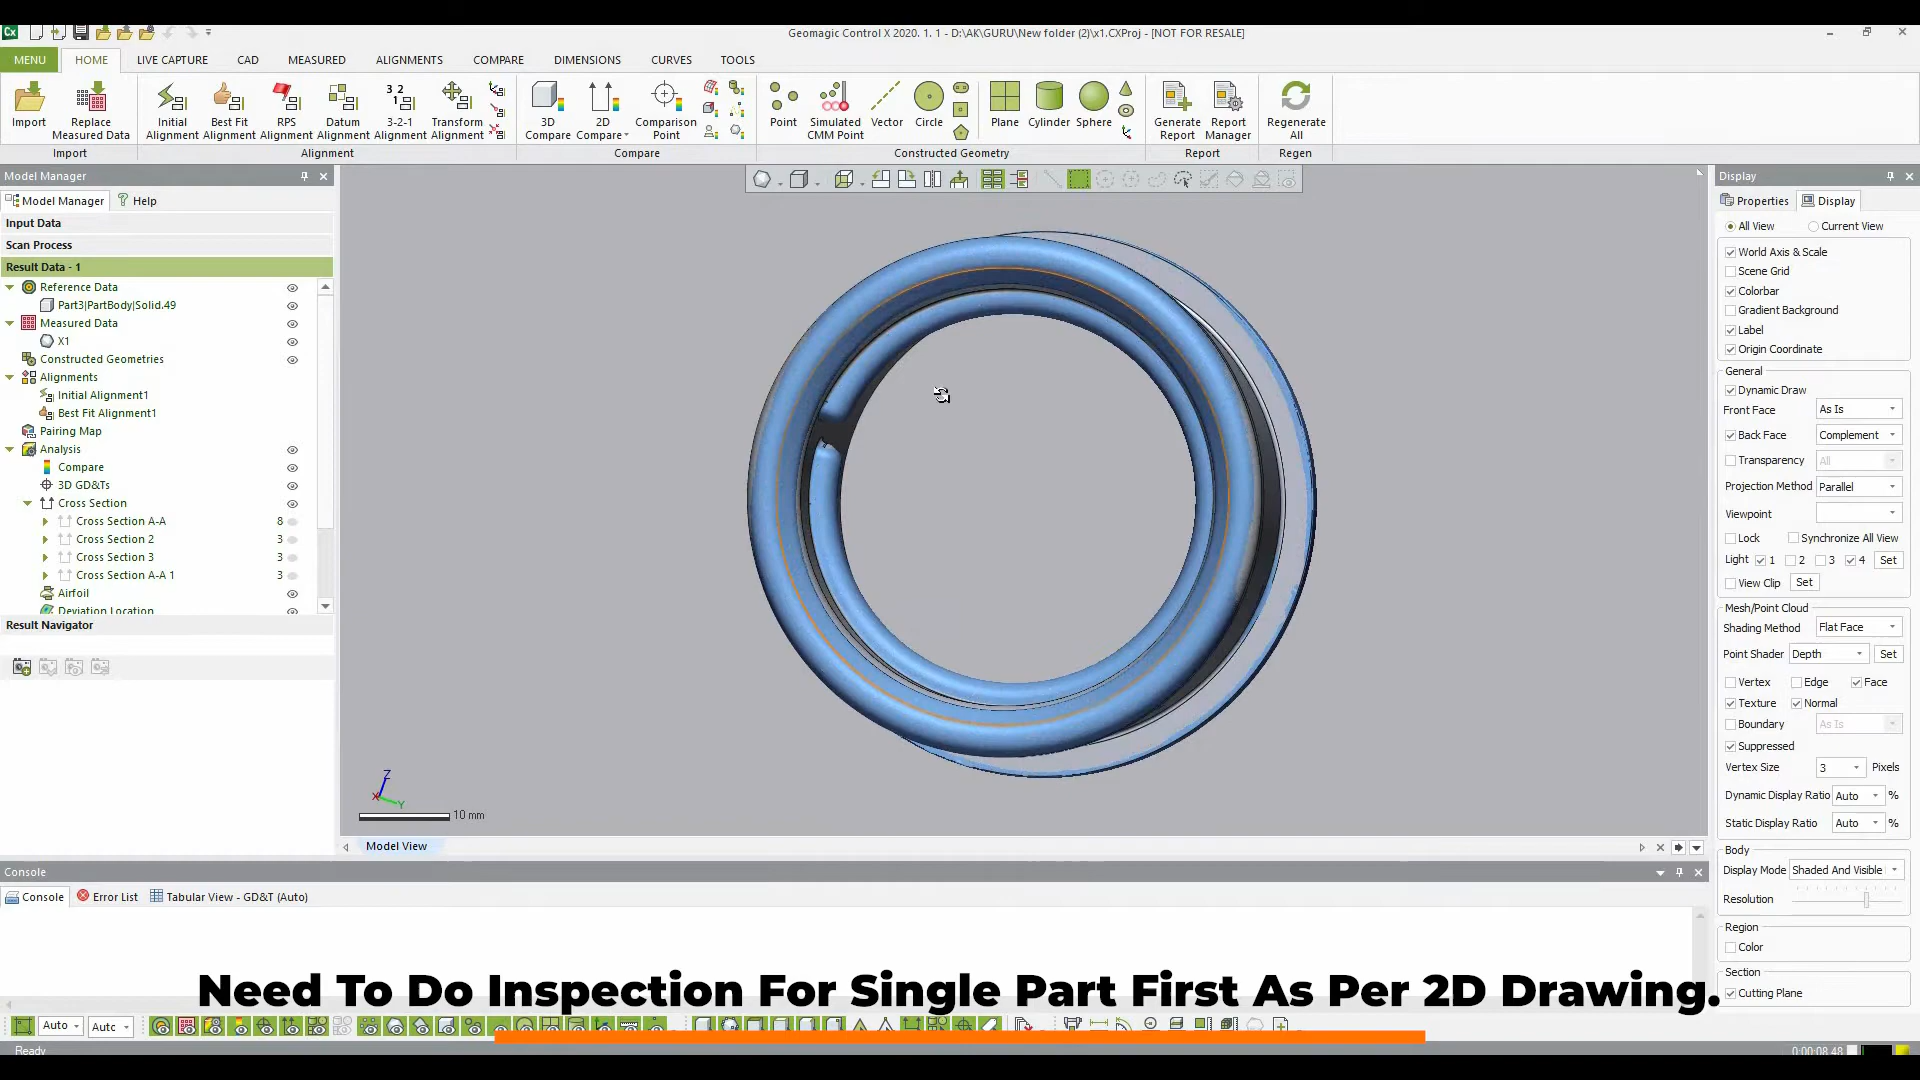 Geomagic Control X 2020. 1. 1 - D:\AK\GURU\New folder (2)\x1.CXProj - [NOT FOR RESALE]
MENU HOME LIVE CAPTURE CAD MEASURED ALIGNMENTS COMPARE DIMENSIONS CURVES TOOLS
Import
Replace Measured Data
Initial Alignment
Best Fit Alignment
RPS Alignment
Datum Alignment
3-2-1 Alignment
Transform Alignment
3D Compare
2D Compare
Comparison Point
Point
Simulated CMM Point
Vector
Circle
Plane
Cylinder
Sphere
Generate Report
Report Manager
Regenerate All
Import Alignment Compare Constructed Geometry Report Regen
Model Manager
Model Manager Help
Input Data
Scan Process
Result Data - 1
Reference Data
Part3|PartBody|Solid.49
Measured Data
X1
Constructed Geometries
Alignments
Initial Alignment1
Best Fit Alignment1
Pairing Map
Analysis
Compare
3D GD&Ts
Cross Section
Cross Section A-A 8
Cross Section 2 3
Cross Section 3 3
Cross Section A-A 1 3
Airfoil
Deviation Location
Result Navigator
Z
X
Y
10 mm
Model View
Display
Properties Display
All View Current View
World Axis & Scale
Scene Grid
Colorbar
Gradient Background
Label
Origin Coordinate
General
Dynamic Draw
Front Face As Is
Back Face Complement
Transparency All
Projection Method Parallel
Viewpoint
Lock Synchronize All View
Light 1 2 3 4 Set
View Clip Set
Mesh/Point Cloud
Shading Method Flat Face
Point Shader Depth Set
Vertex Edge Face
Texture Normal
Boundary As Is
Suppressed
Vertex Size 3 Pixels
Dynamic Display Ratio Auto %
Static Display Ratio Auto %
Body
Display Mode Shaded And Visible
Resolution
Region
Color
Section
Cutting Plane
Console
Console Error List Tabular View - GD&T (Auto)
Need To Do Inspection For Single Part First As Per 2D Drawing.
Auto Autc
Ready
0:00:08.48